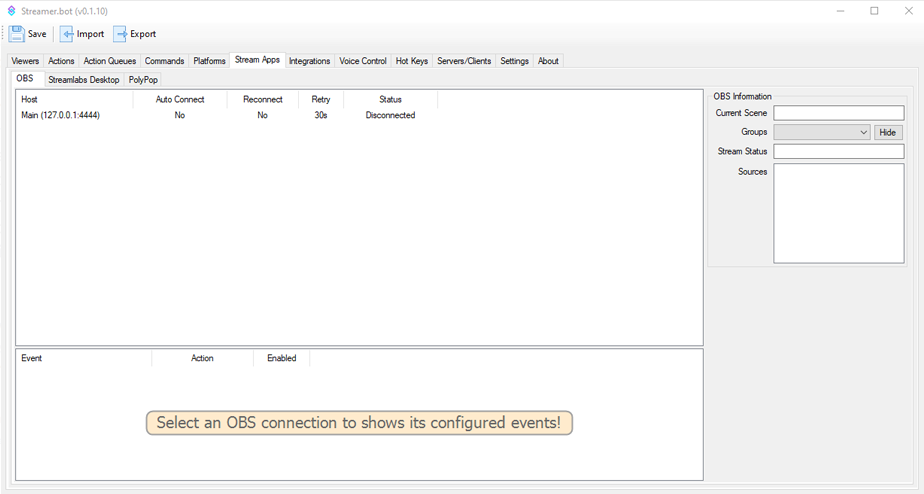 Streamer.bot (v0.1.10)
Save Import Export
Viewers Actions Action Queues Commands Platforms Stream Apps Integrations Voice Control Hot Keys Servers/Clients Settings About
OBS Streamlabs Desktop PolyPop
Host Auto Connect Reconnect Retry Status
Main (127.0.0.1:4444) No No 30s Disconnected
OBS Information
Current Scene
Groups Hide
Stream Status
Sources
Event Action Enabled
Select an OBS connection to shows its configured events!